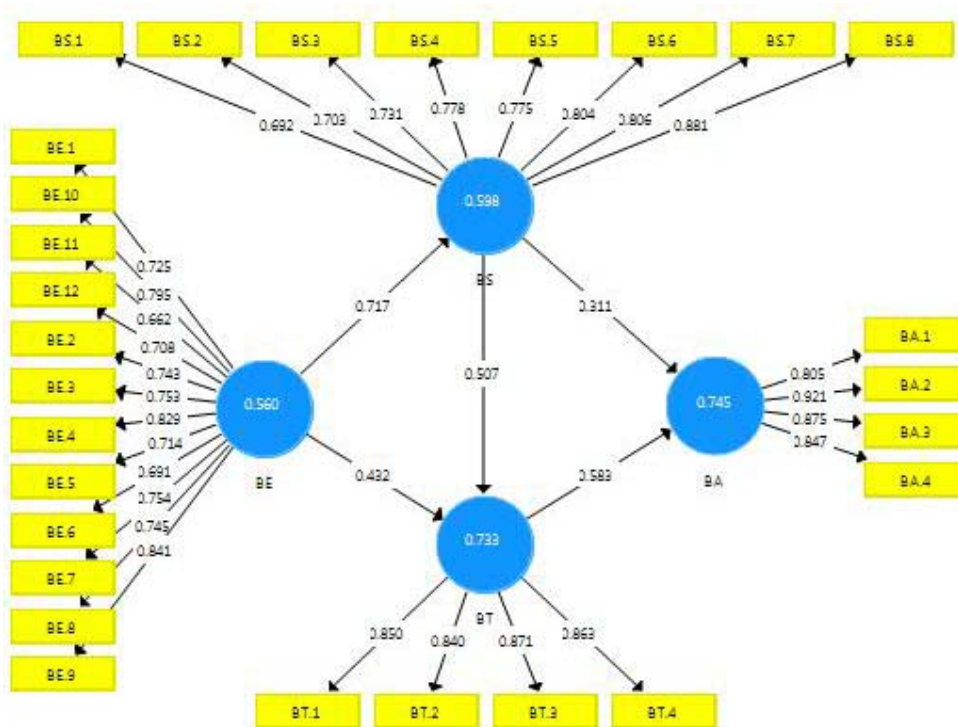 BS.1 BS.2 BS.3 BS.4 BS.5 BS.6 BS.7 BS.8
0.692 0.703 0.731 0.778 0.775 0.804 0.806 0.881
BE.1
BE.10
BE.11
BE.12
BE.2
BE.3
BE.4
BE.5
BE.6
BE.7
BE.8
BE.9
0.725
0.795
0.662
0.708
0.743
0.753
0.829
0.714
0.691
0.754
0.745
0.841
0.598
BS
0.717
0.311
0.507
0.560
BE
0.432
0.745
BA
0.583
0.805
0.921
0.875
0.847
BA.1
BA.2
BA.3
BA.4
0.733
BT
0.850 0.840 0.871 0.863
BT.1 BT.2 BT.3 BT.4